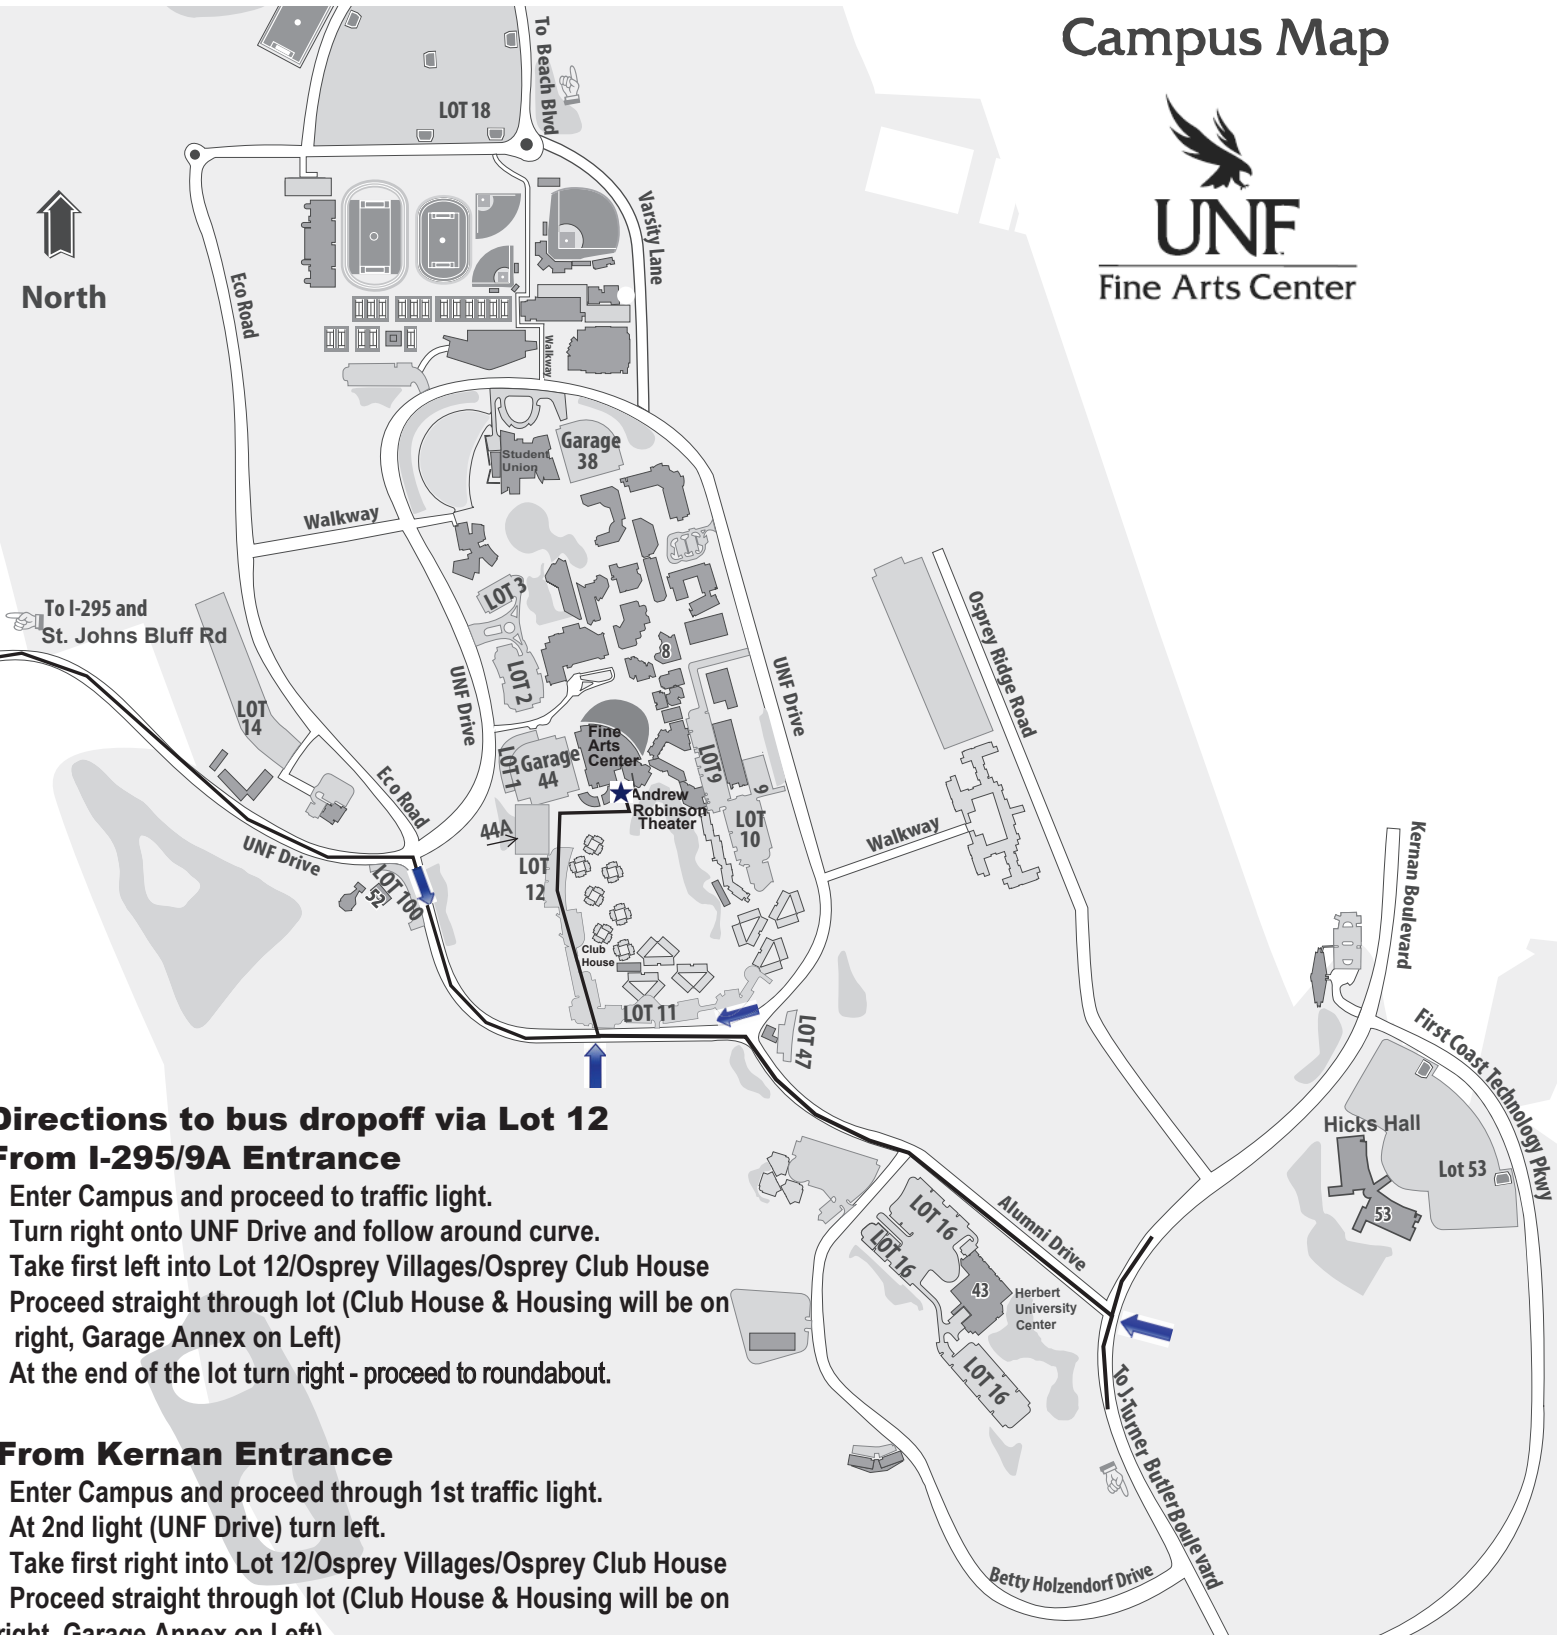 Campus Map
UNF
Fine Arts Center
To Beach Blvd
LOT 18
North
Varsity Lane
Eco Road
Walkway
Student
Union
Garage
38
Walkway
LOT 3
To I-295 and
St. Johns Bluff Rd
Osprey Ridge Road
8
LOT 2
UNF Drive
UNF Drive
LOT
14
Fine
Arts
Center
LOT 1
Garage
44
LOT 9
9
Eco Road
Andrew
Robinson
Theater
LOT
10
44A
Walkway
UNF Drive
LOT
12
LOT 100
52
Kernan Boulevard
Club
House
LOT 11
LOT 47
First Coast Technology Pkwy
Directions to bus dropoff via Lot 12
From I-295/9A Entrance
Enter Campus and proceed to traffic light.
Turn right onto UNF Drive and follow around curve.
Take first left into Lot 12/Osprey Villages/Osprey Club House
Proceed straight through lot (Club House & Housing will be on
right, Garage Annex on Left)
At the end of the lot turn right - proceed to roundabout.
Hicks Hall
Lot 53
53
Alumni Drive
LOT 16
LOT 16
43
Herbert
University
Center
LOT 16
To J. Turner Butler Boulevard
Betty Holzendorf Drive
From Kernan Entrance
Enter Campus and proceed through 1st traffic light.
At 2nd light (UNF Drive) turn left.
Take first right into Lot 12/Osprey Villages/Osprey Club House
Proceed straight through lot (Club House & Housing will be on
right, Garage Annex on Left)